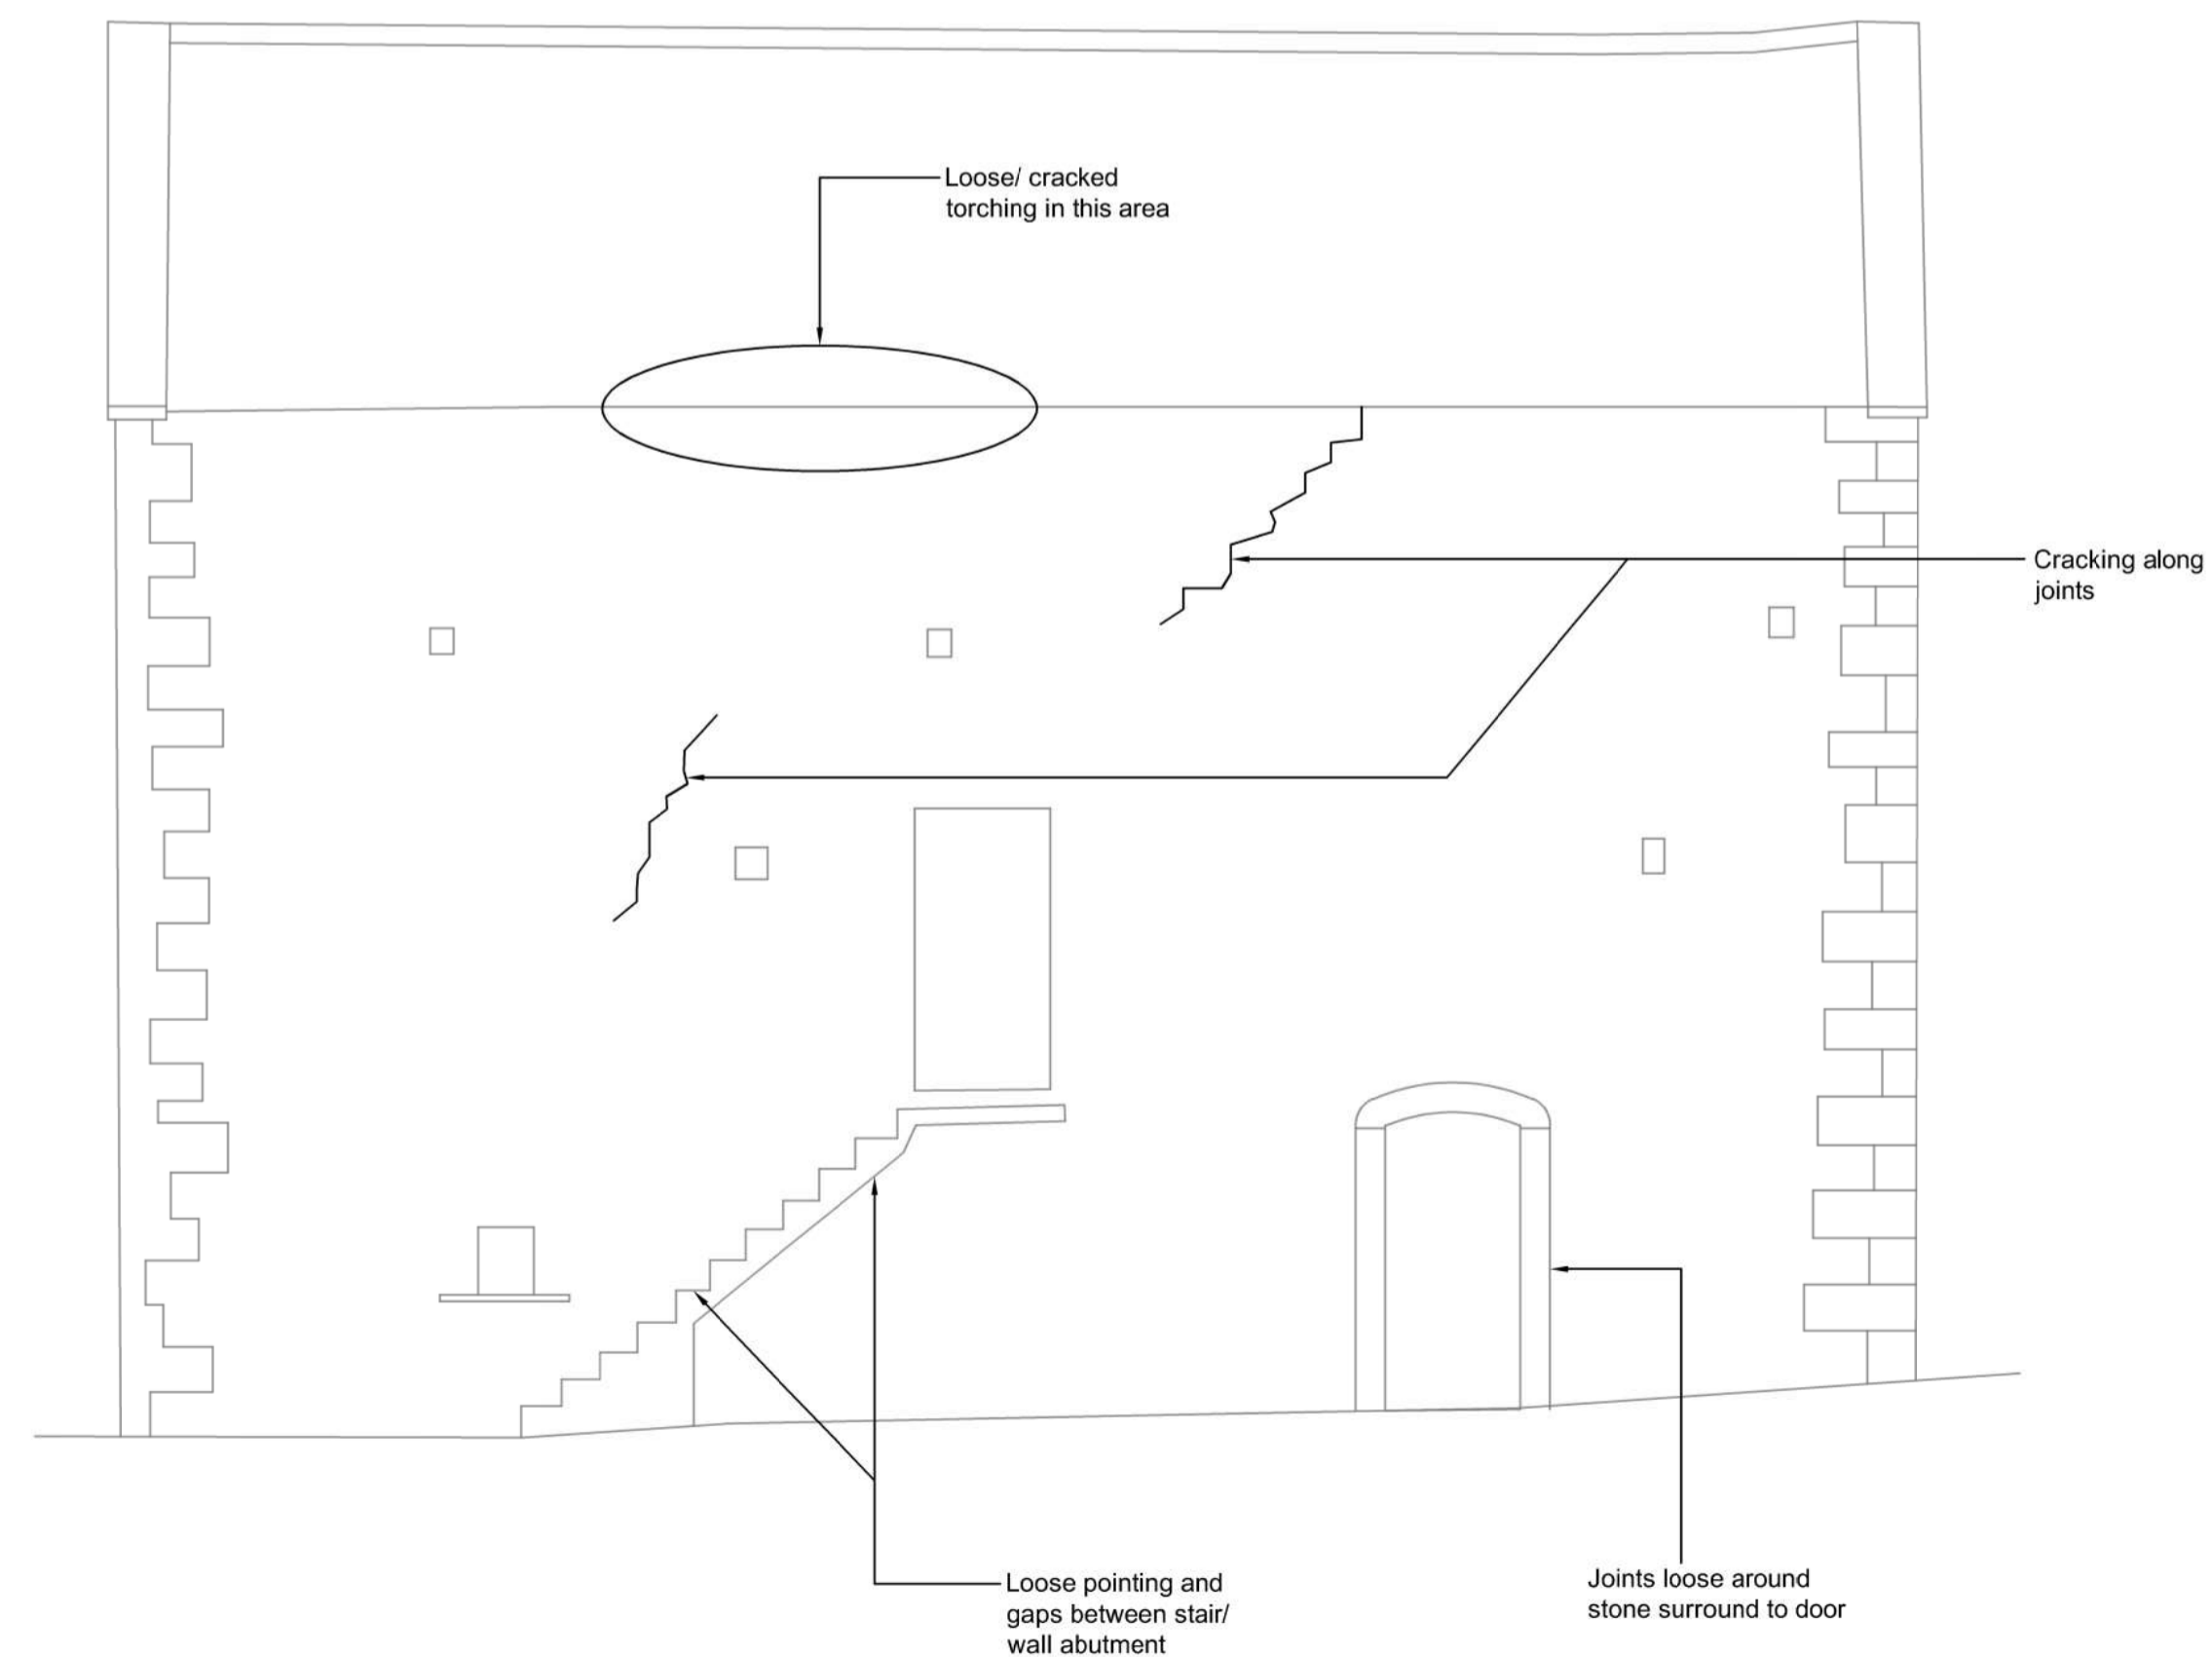 Loose/ cracked
torching in this area
Cracking along
joints
Loose pointing and
gaps between stair/
wall abutment
Joints loose around
stone surround to door